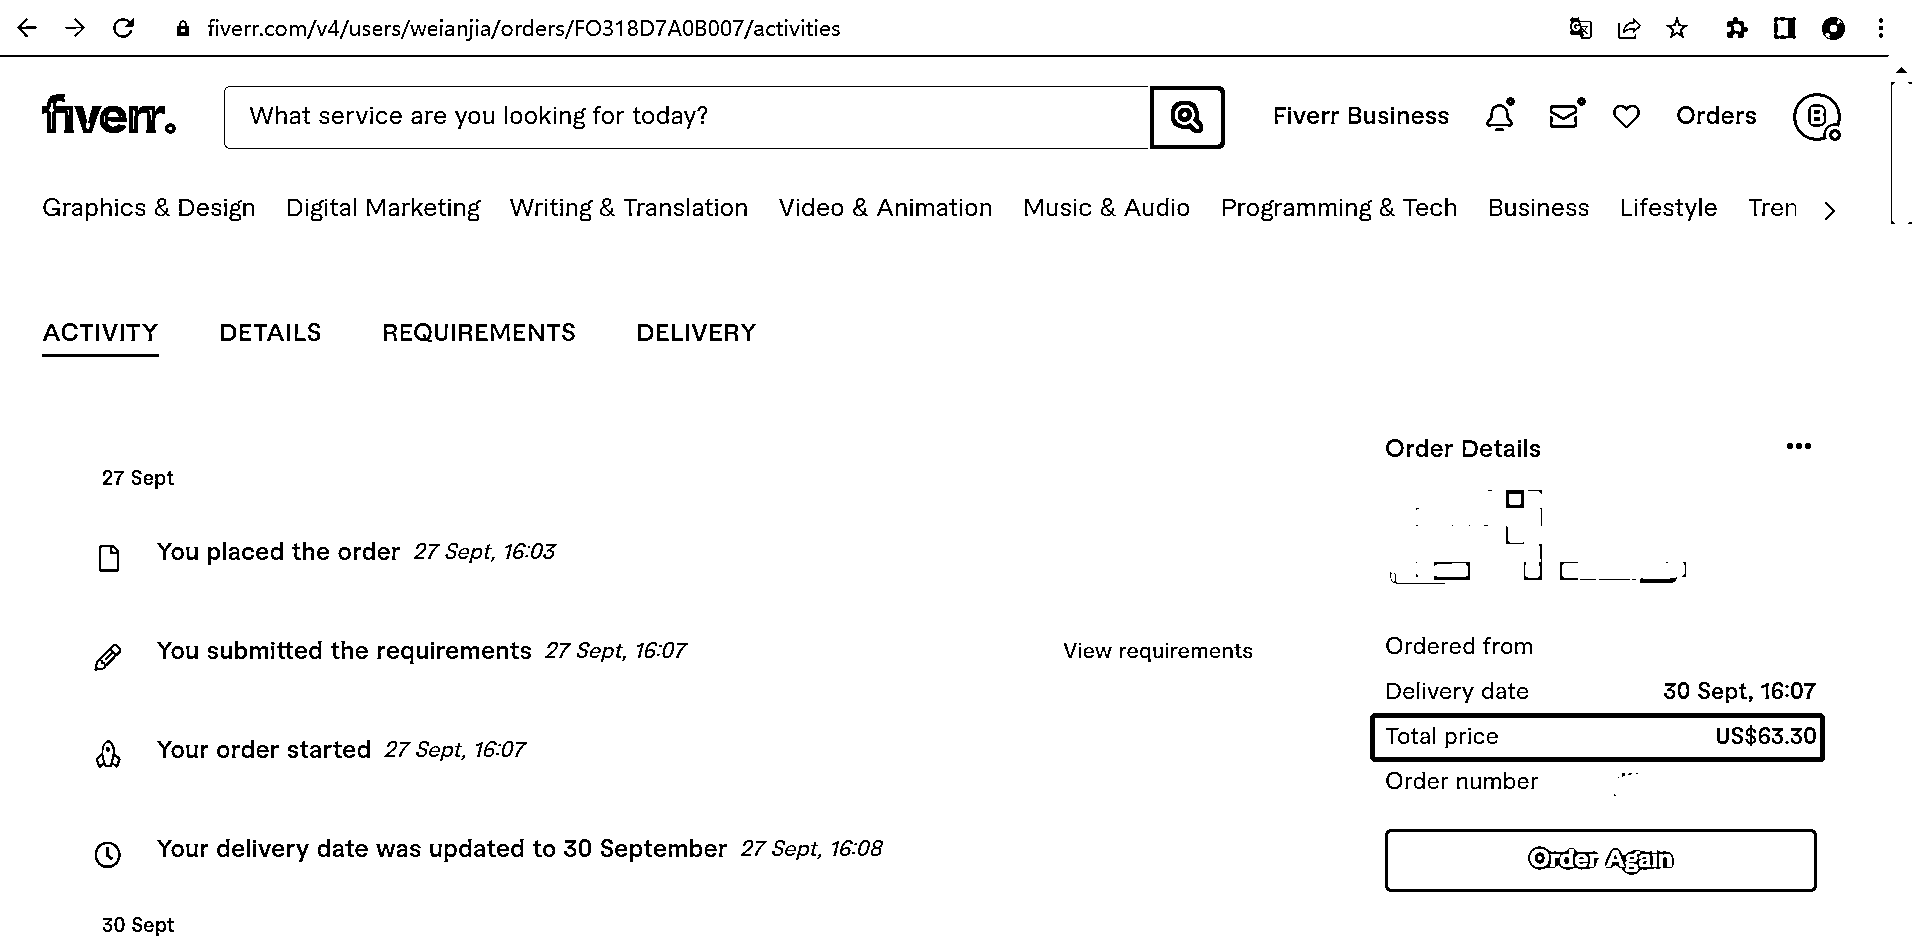 fiverr.com/v4/users/weianjia/orders/FO318D7A0B007/activities
fiverr.
What service are you looking for today?
Fiverr Business
Orders
B
Graphics & Design
Digital Marketing
Writing & Translation
Video & Animation
Music & Audio
Programming & Tech
Business
Lifestyle
Tren
ACTIVITY
DETAILS
REQUIREMENTS
DELIVERY
27 Sept
You placed the order 27 Sept, 16:03
You submitted the requirements 27 Sept, 16:07
View requirements
Your order started 27 Sept, 16:07
Your delivery date was updated to 30 September 27 Sept, 16:08
30 Sept
Order Details
Ordered from
Delivery date 30 Sept, 16:07
Total price US$63.30
Order number
Order Again